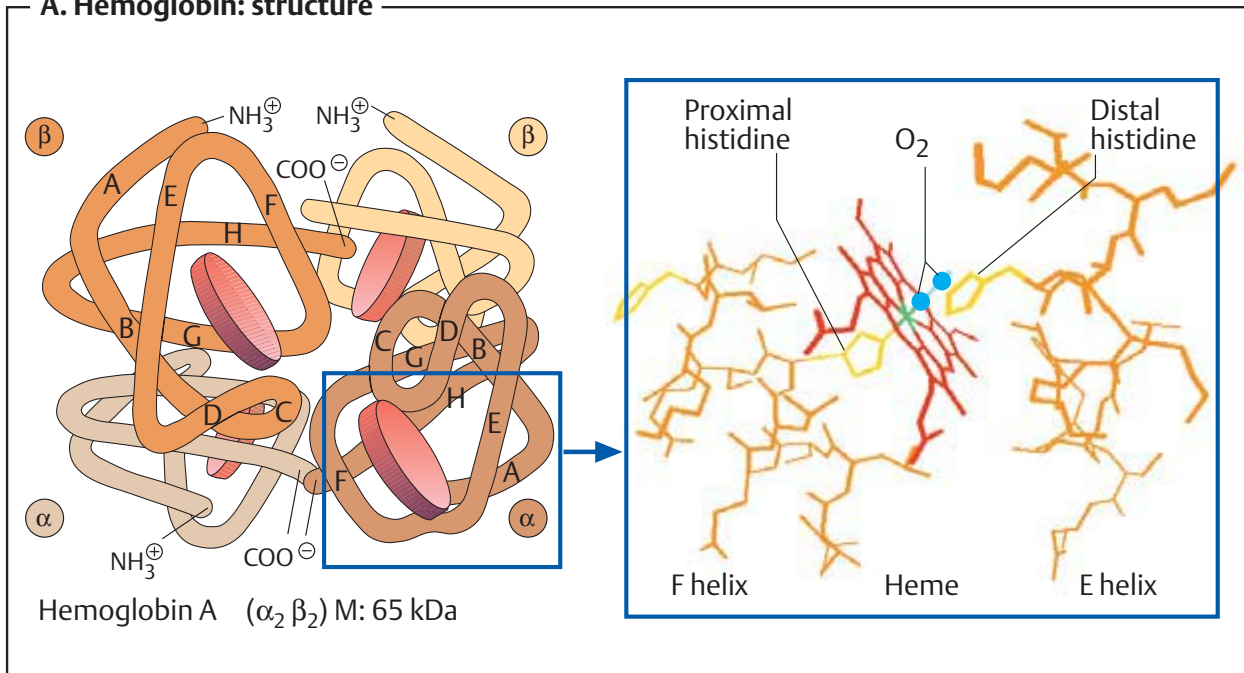 A. Hemoglobin: structure
β
NH₃⊕
NH₃⊕
β
COO⊖
A
E
F
H
B
G
D
C
C
G
D
B
H
E
F
A
α
NH₃⊕
COO⊖
α
Hemoglobin A (α₂ β₂) M: 65 kDa
Proximal
histidine
O₂
Distal
histidine
F helix
Heme
E helix